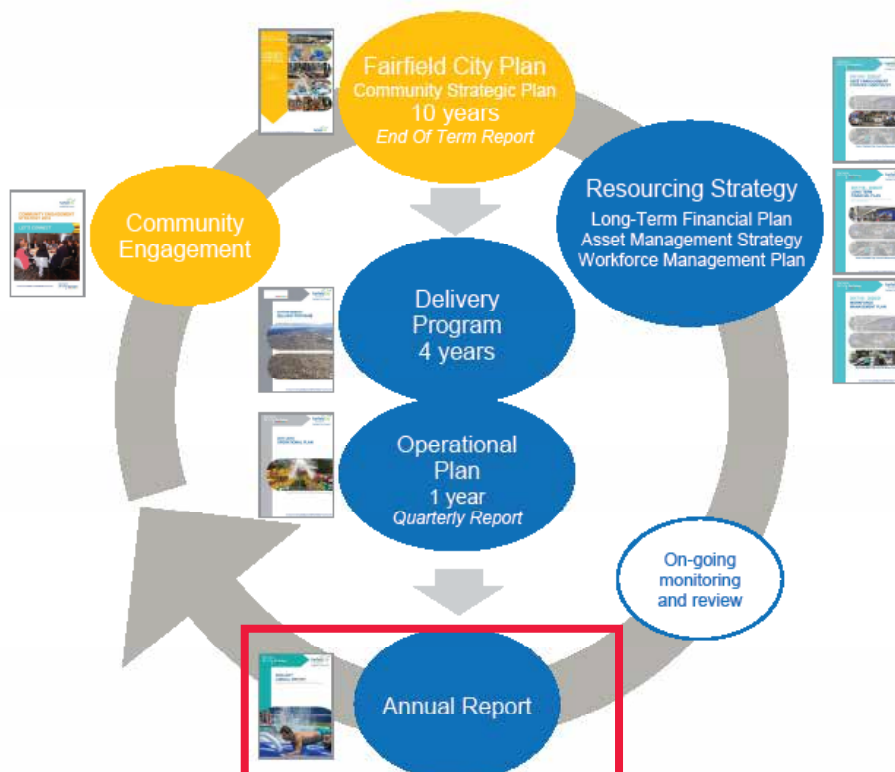 Fairfield City Plan
Community Strategic Plan
10 years
End Of Term Report
Community
Engagement
Resourcing Strategy
Long-Term Financial Plan
Asset Management Strategy
Workforce Management Plan
Delivery
Program
4 years
Operational
Plan
1 year
Quarterly Report
On-going
monitoring
and review
Annual Report